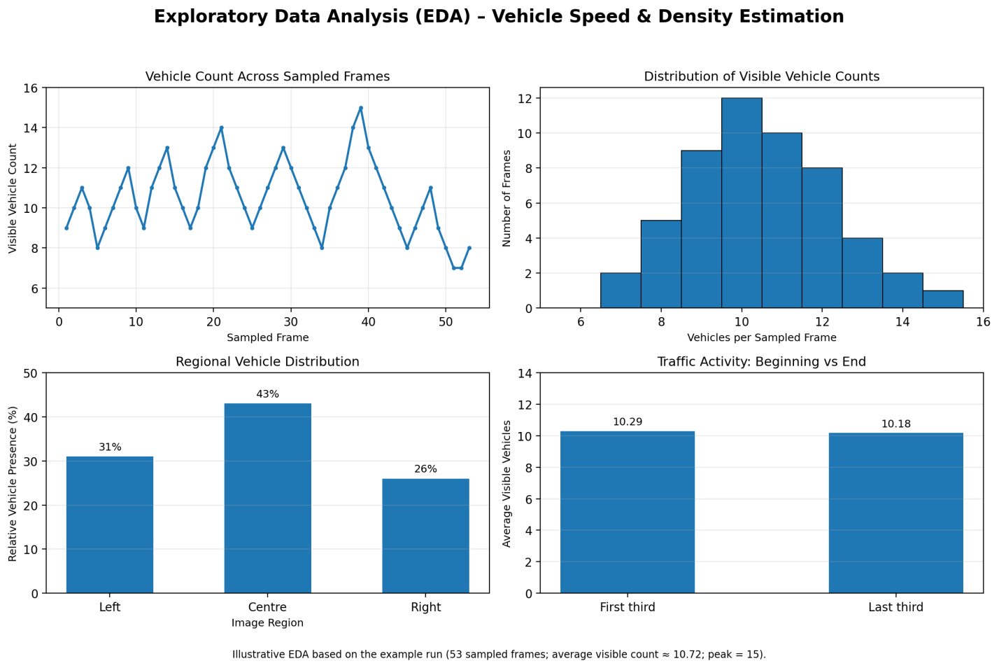 Exploratory Data Analysis (EDA) – Vehicle Speed & Density Estimation
Vehicle Count Across Sampled Frames
Visible Vehicle Count
16
14
12
10
8
6
0 10 20 30 40 50
Sampled Frame
Distribution of Visible Vehicle Counts
Number of Frames
12
10
8
6
4
2
0
6 8 10 12 14 16
Vehicles per Sampled Frame
Regional Vehicle Distribution
Relative Vehicle Presence (%)
50
40
30
20
10
0
31%
43%
26%
Left Centre Right
Image Region
Traffic Activity: Beginning vs End
Average Visible Vehicles
14
12
10
8
6
4
2
0
10.29
10.18
First third Last third
Illustrative EDA based on the example run (53 sampled frames; average visible count ≈ 10.72; peak = 15).